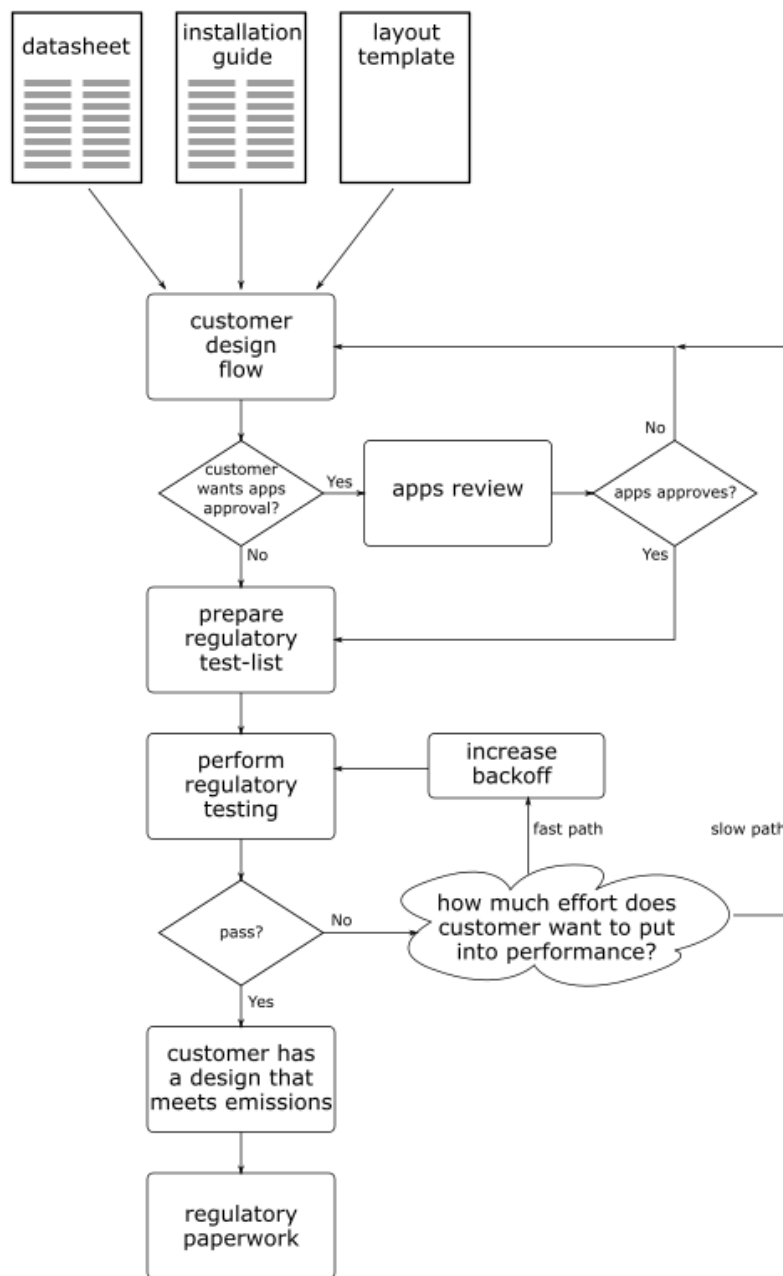 datasheet
installation
guide
layout
template
customer
design
flow
No
customer
wants apps
approval?
Yes
apps review
apps approves?
No
Yes
prepare
regulatory
test-list
perform
regulatory
testing
increase
backoff
fast path
slow path
how much effort does
customer want to put
into performance?
pass?
No
Yes
customer has
a design that
meets emissions
regulatory
paperwork